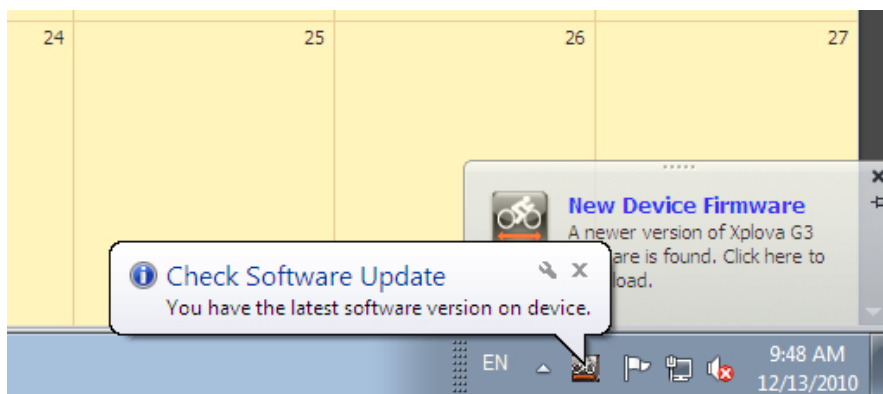 24 25 26 27
New Device Firmware
A newer version of Xplova G3
are is found. Click here to
load.
Check Software Update
You have the latest software version on device.
EN
9:48 AM
12/13/2010